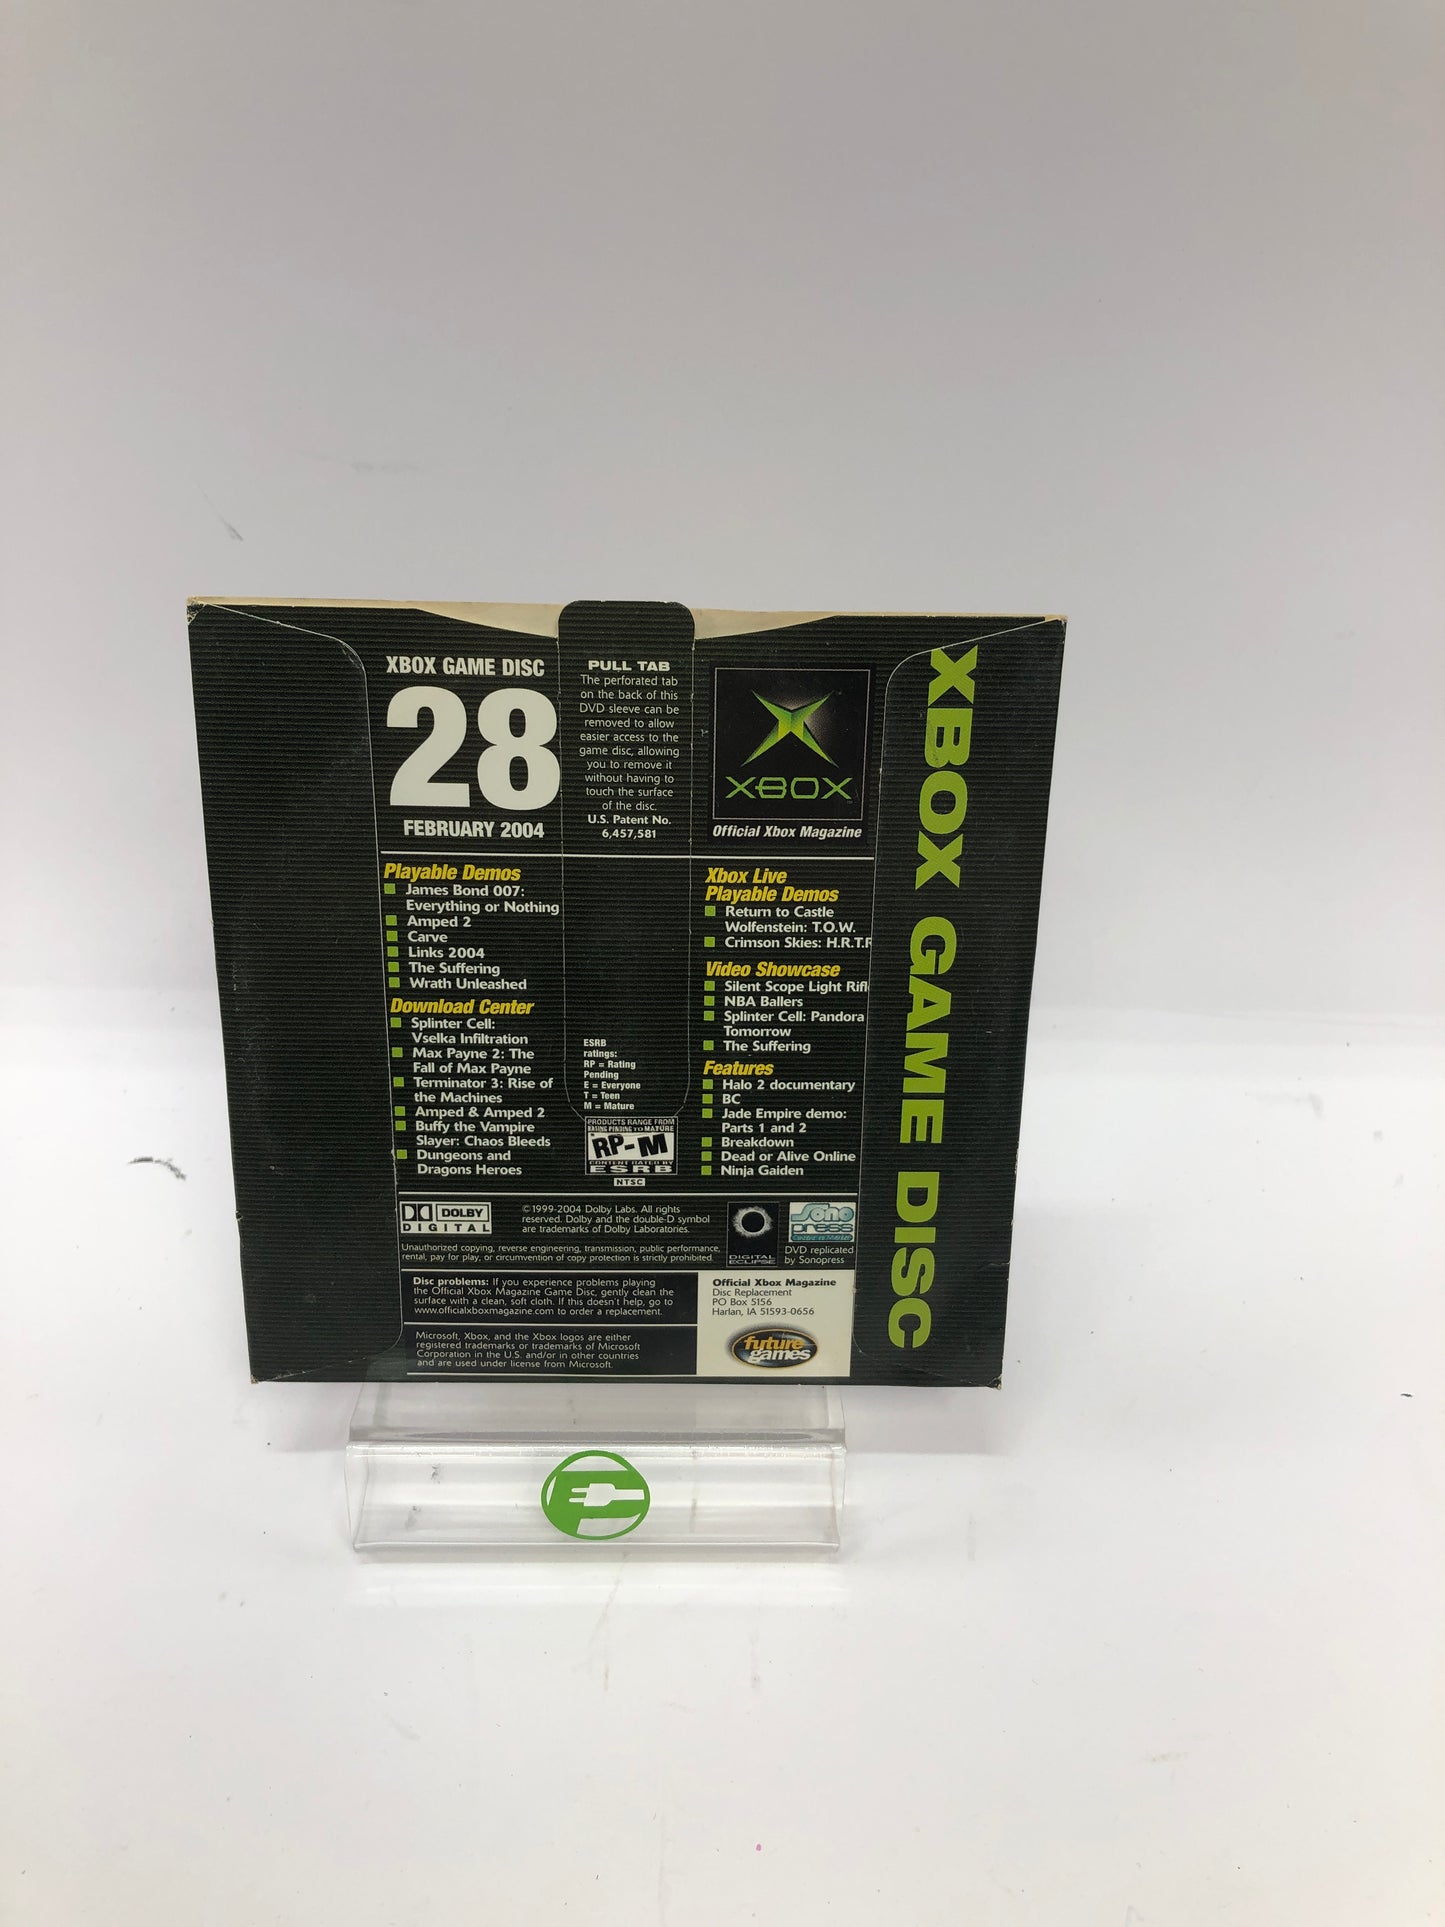 XBOX GAME DISC
28
FEBRUARY 2004
PULL TAB
The perforated tab
on the back of this
DVD sleeve can be
removed to allow
easier access to the
game disc, allowing
you to remove it
without having to
touch the surface
of the disc.
U.S. Patent No.
6,457,581
XBOX
Official Xbox Magazine
XBOX GAME DISC
Playable Demos
James Bond 007:
Everything or Nothing
Amped 2
Carve
Links 2004
The Suffering
Wrath Unleashed
Download Center
Splinter Cell:
Vselka Infiltration
Max Payne 2: The
Fall of Max Payne
Terminator 3: Rise of
the Machines
Amped & Amped 2
Buffy the Vampire
Slayer: Chaos Bleeds
Dungeons and
Dragons Heroes
ESRB
ratings:
RP = Rating
Pending
E = Everyone
T = Teen
M = Mature
PRODUCTS RANGE FROM
RATING PENDING TO MATURE
RP-M
CONTENT RATED BY
ESRB
NTSC
Xbox Live
Playable Demos
Return to Castle
Wolfenstein: T.O.W.
Crimson Skies: H.R.T.R
Video Showcase
Silent Scope Light Rifl
NBA Ballers
Splinter Cell: Pandora
Tomorrow
The Suffering
Features
Halo 2 documentary
BC
Jade Empire demo:
Parts 1 and 2
Breakdown
Dead or Alive Online
Ninja Gaiden
DOLBY
DIGITAL
©1999-2004 Dolby Labs. All rights
reserved. Dolby and the double-D symbol
are trademarks of Dolby Laboratories.
Unauthorized copying, reverse engineering, transmission, public performance,
rental, pay for play, or circumvention of copy protection is strictly prohibited.
DIGITAL
ECLIPSE
Sono
press
DVD replicated
by Sonopress
Disc problems: If you experience problems playing
the Official Xbox Magazine Game Disc, gently clean the
surface with a clean, soft cloth. If this doesn't help, go to
www.officialxboxmagazine.com to order a replacement.
Official Xbox Magazine
Disc Replacement
PO Box 5156
Harlan, IA 51593-0656
Microsoft, Xbox, and the Xbox logos are either
registered trademarks or trademarks of Microsoft
Corporation in the U.S. and/or in other countries
and are used under license from Microsoft.
future
games